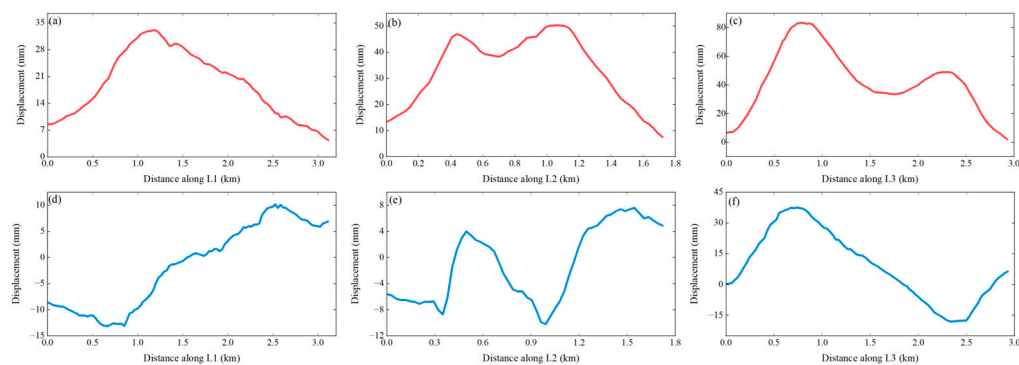 (a)
Displacement (mm)
35
28
21
14
7
0
0.0 0.5 1.0 1.5 2.0 2.5 3.0
Distance along L1 (km)
(b)
Displacement (mm)
50
40
30
20
10
0
0.0 0.2 0.4 0.6 0.8 1.0 1.2 1.4 1.6 1.8
Distance along L2 (km)
(c)
Displacement (mm)
80
60
40
20
0
0.0 0.5 1.0 1.5 2.0 2.5 3.0
Distance along L3 (km)
(d)
Displacement (mm)
10
5
0
−5
−10
−15
0.0 0.5 1.0 1.5 2.0 2.5 3.0
Distance along L1 (km)
(e)
Displacement (mm)
8
4
0
−4
−8
−12
0.0 0.3 0.6 0.9 1.2 1.5 1.8
Distance along L2 (km)
(f)
Displacement (mm)
45
30
15
0
−15
0.0 0.5 1.0 1.5 2.0 2.5 3.0
Distance along L3 (km)